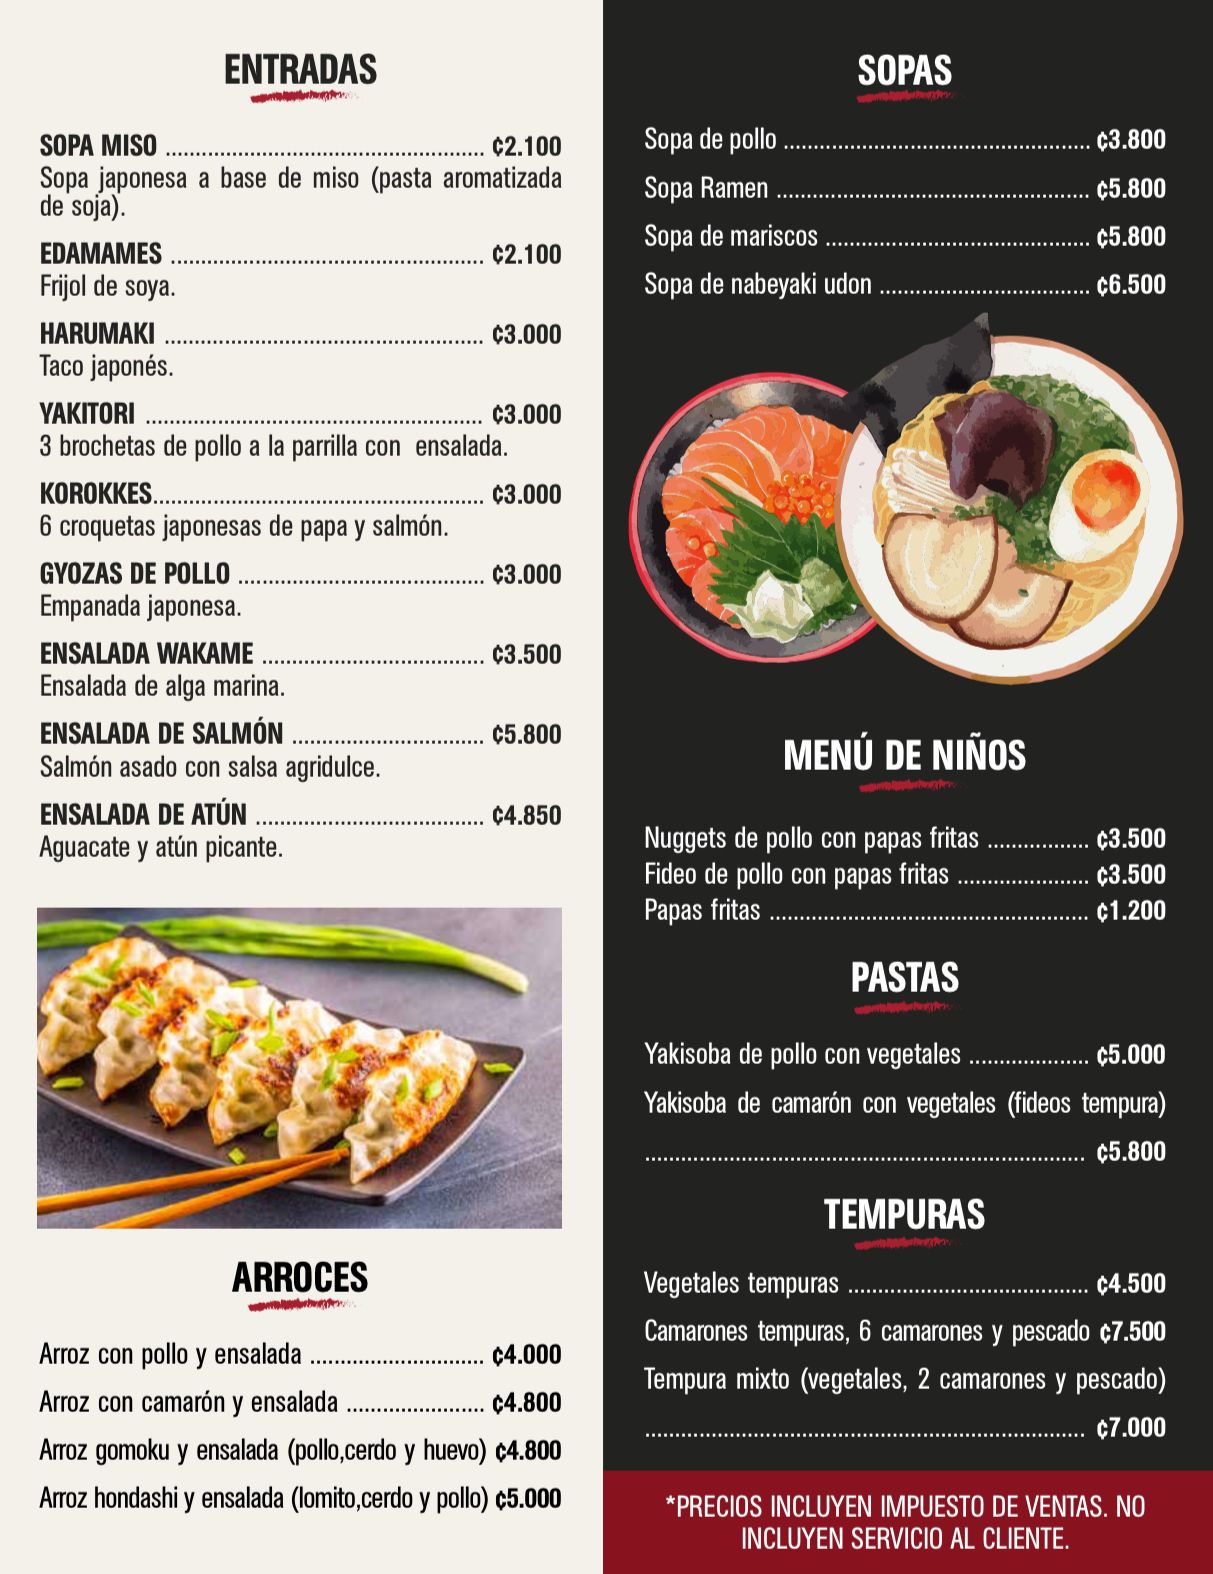 ENTRADAS
SOPA MISO ..................................................... ¢2.100
Sopa japonesa a base de miso (pasta aromatizada
de soja).
EDAMAMES .................................................... ¢2.100
Frijol de soya.
HARUMAKI ..................................................... ¢3.000
Taco japonés.
YAKITORI ........................................................ ¢3.000
3 brochetas de pollo a la parrilla con ensalada.
KOROKKES....................................................... ¢3.000
6 croquetas japonesas de papa y salmón.
GYOZAS DE POLLO ......................................... ¢3.000
Empanada japonesa.
ENSALADA WAKAME ..................................... ¢3.500
Ensalada de alga marina.
ENSALADA DE SALMÓN ................................ ¢5.800
Salmón asado con salsa agridulce.
ENSALADA DE ATÚN ...................................... ¢4.850
Aguacate y atún picante.
ARROCES
Arroz con pollo y ensalada ............................. ¢4.000
Arroz con camarón y ensalada ....................... ¢4.800
Arroz gomoku y ensalada (pollo,cerdo y huevo) ¢4.800
Arroz hondashi y ensalada (lomito,cerdo y pollo) ¢5.000
SOPAS
Sopa de pollo ................................................... ¢3.800
Sopa Ramen .................................................... ¢5.800
Sopa de mariscos ............................................ ¢5.800
Sopa de nabeyaki udon ................................... ¢6.500
MENÚ DE NIÑOS
Nuggets de pollo con papas fritas ................. ¢3.500
Fideo de pollo con papas fritas ...................... ¢3.500
Papas fritas ..................................................... ¢1.200
PASTAS
Yakisoba de pollo con vegetales .................... ¢5.000
Yakisoba de camarón con vegetales (fideos tempura)
......................................................................... ¢5.800
TEMPURAS
Vegetales tempuras ........................................ ¢4.500
Camarones tempuras, 6 camarones y pescado ¢7.500
Tempura mixto (vegetales, 2 camarones y pescado)
......................................................................... ¢7.000
*PRECIOS INCLUYEN IMPUESTO DE VENTAS. NO
INCLUYEN SERVICIO AL CLIENTE.